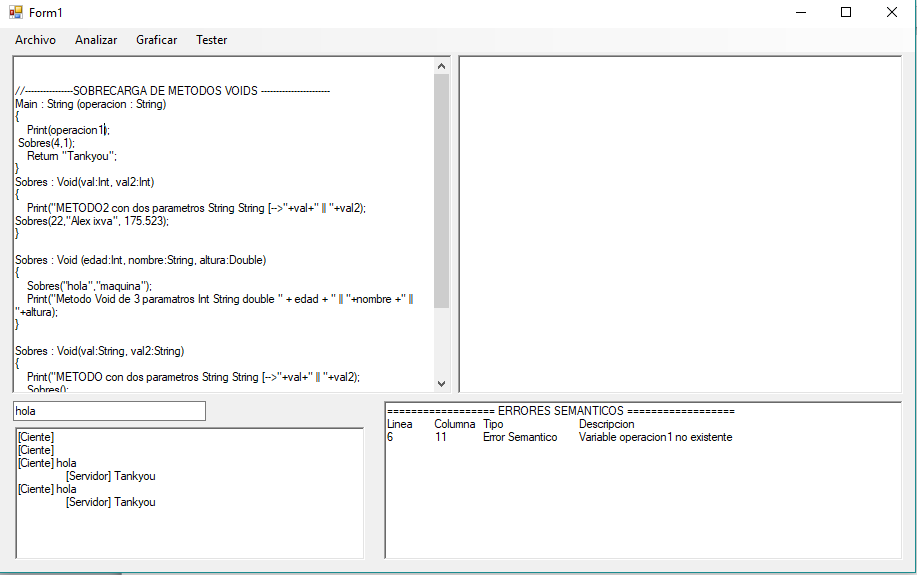 Form1
Archivo Analizar Graficar Tester
//----------------SOBRECARGA DE METODOS VOIDS -----------------------
Main : String (operacion : String)
{
Print(operacion1);
Sobres(4,1);
Return "Tankyou";
}
Sobres : Void(val:Int, val2:Int)
{
Print("METODO2 con dos parametros String String [-->"+val+" || "+val2);
Sobres(22,"Alex ixva", 175.523);
}
Sobres : Void (edad:Int, nombre:String, altura:Double)
{
Sobres("hola","maquina");
Print("Metodo Void de 3 paramatros Int String double " + edad + " || "+nombre +" ||
"+altura);
}
Sobres : Void(val:String, val2:String)
{
Print("METODO con dos parametros String String [-->"+val+" || "+val2);
Sobres();
hola
[Ciente]
[Ciente]
[Ciente] hola
[Servidor] Tankyou
[Ciente] hola
[Servidor] Tankyou
================== ERRORES SEMANTICOS ==================
Linea Columna Tipo Descripcion
6 11 Error Semantico Variable operacion1 no existente